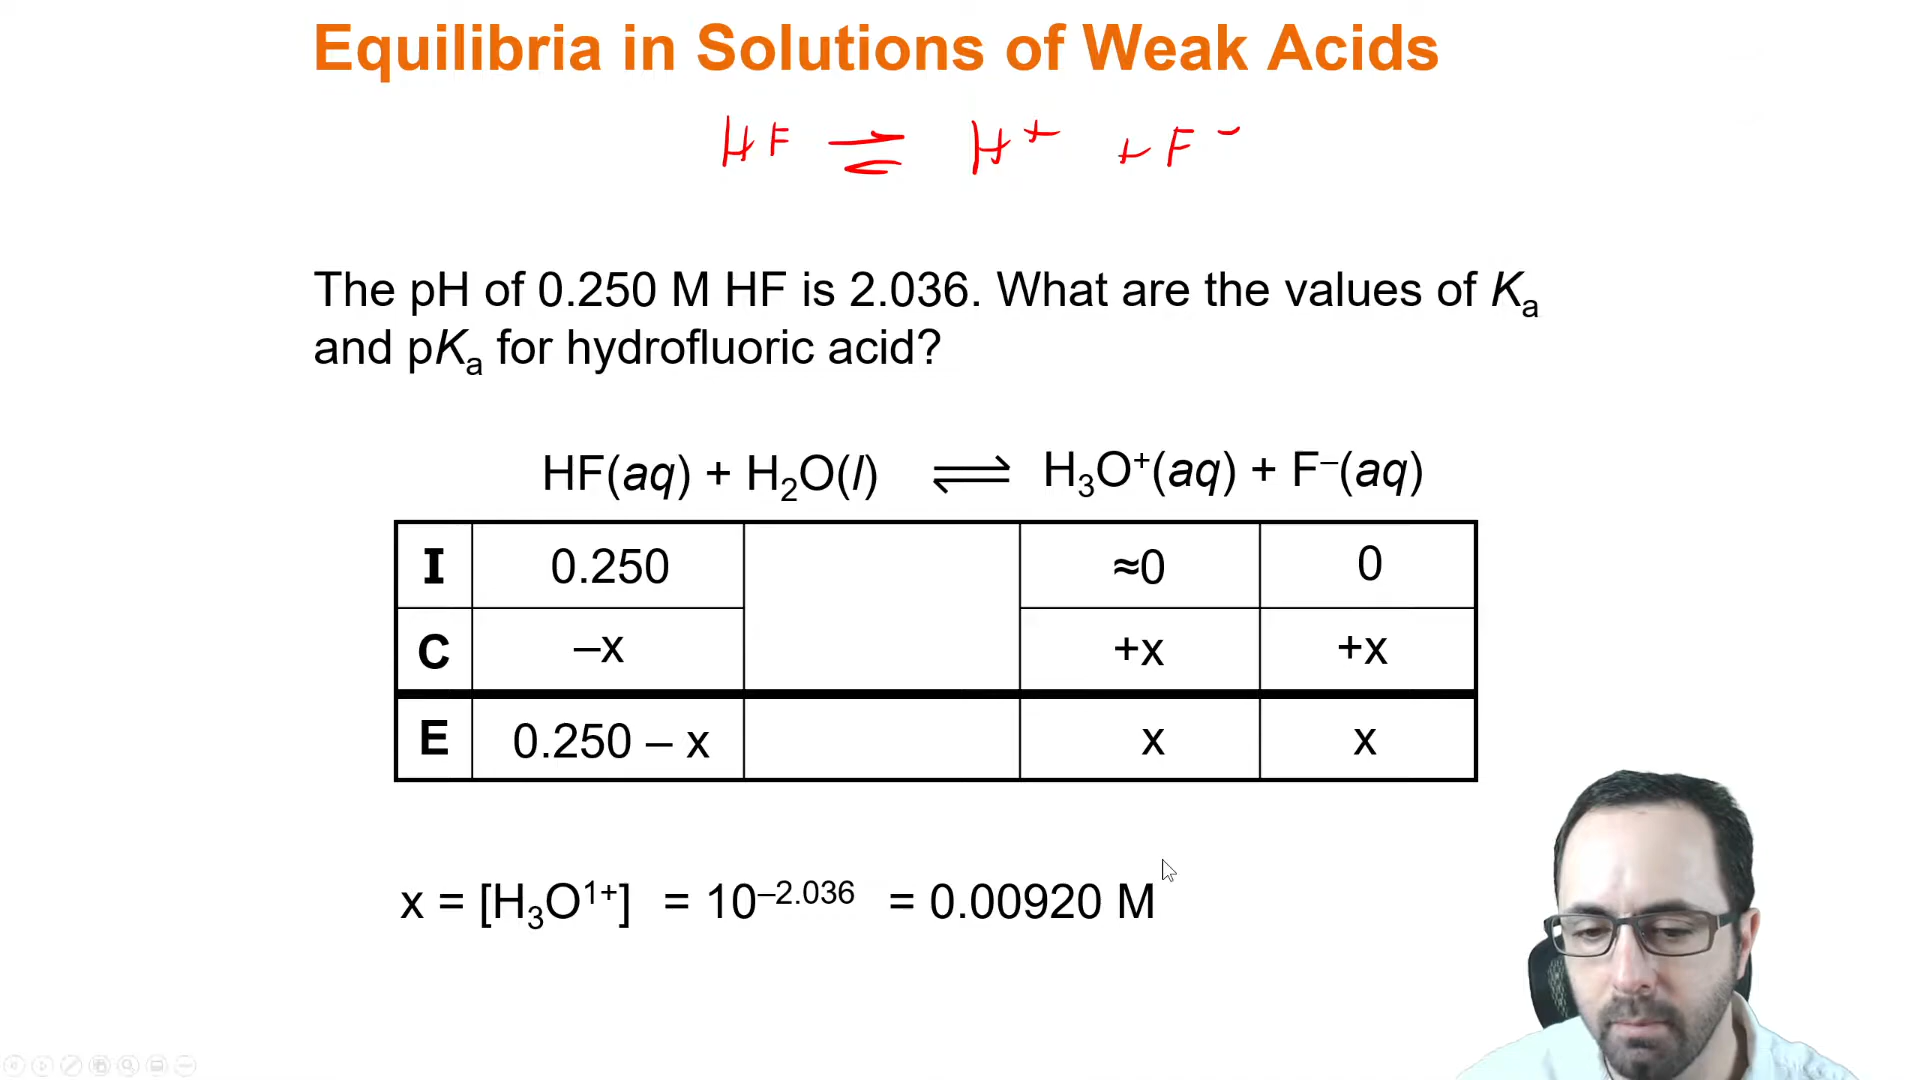 Equilibria in Solutions of Weak Acids
HF ⇌ H⁺ + F⁻
The pH of 0.250 M HF is 2.036. What are the values of Kₐ
and pKₐ for hydrofluoric acid?
HF(aq) + H₂O(l) ⇌ H₃O⁺(aq) + F⁻(aq)
I 0.250 ≈0 0
C –x +x +x
E 0.250 – x x x
x = [H₃O¹⁺] = 10⁻²·⁰³⁶ = 0.00920 M